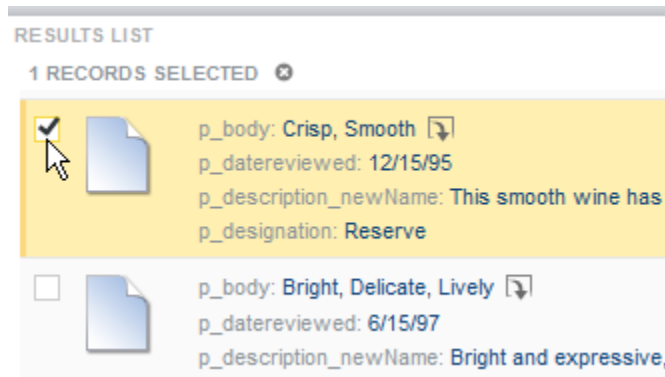 RESULTS LIST
1 RECORDS SELECTED
p_body: Crisp, Smooth
p_datereviewed: 12/15/95
p_description_newName: This smooth wine has
p_designation: Reserve
p_body: Bright, Delicate, Lively
p_datereviewed: 6/15/97
p_description_newName: Bright and expressive,